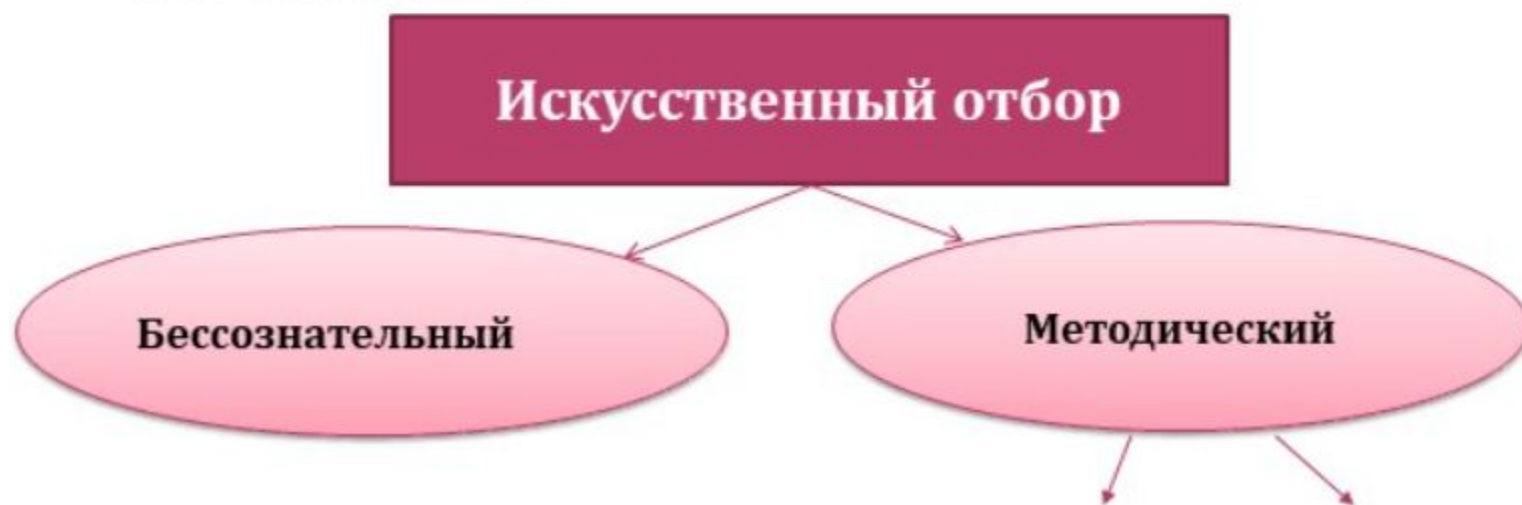 Искусственный отбор
Бессознательный
Методический